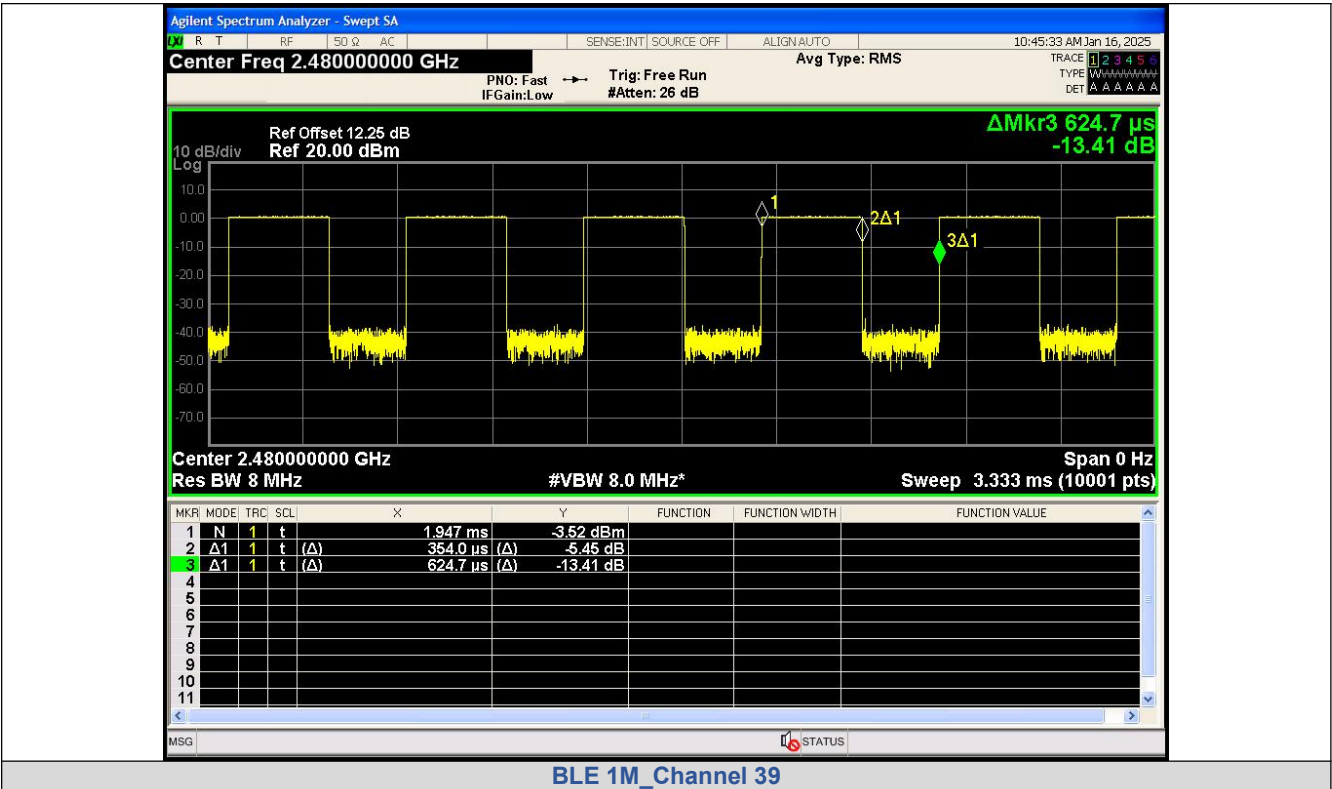 Agilent Spectrum Analyzer - Swept SA
LXI R T RF 50 Ω AC SENSE:INT SOURCE OFF ALIGN AUTO 10:45:33 AM Jan 16, 2025
Center Freq 2.480000000 GHz Avg Type: RMS TRACE 1 2 3 4 5 6
PNO: Fast Trig: Free Run TYPE W
IFGain:Low #Atten: 26 dB DET A A A A A A
ΔMkr3 624.7 µs
Ref Offset 12.25 dB
10 dB/div Ref 20.00 dBm -13.41 dB
Log
10.0
1
0.00
2Δ1
3Δ1
-10.0
-20.0
-30.0
-40.0
-50.0
-60.0
-70.0
Center 2.480000000 GHz Span 0 Hz
Res BW 8 MHz #VBW 8.0 MHz* Sweep 3.333 ms (10001 pts)
MKR MODE TRC SCL X Y FUNCTION FUNCTION WIDTH FUNCTION VALUE
1 N 1 t 1.947 ms -3.52 dBm
2 Δ1 1 t (Δ) 354.0 µs (Δ) -5.45 dB
3 Δ1 1 t (Δ) 624.7 µs (Δ) -13.41 dB
4
5
6
7
8
9
10
11
MSG STATUS
BLE 1M_Channel 39